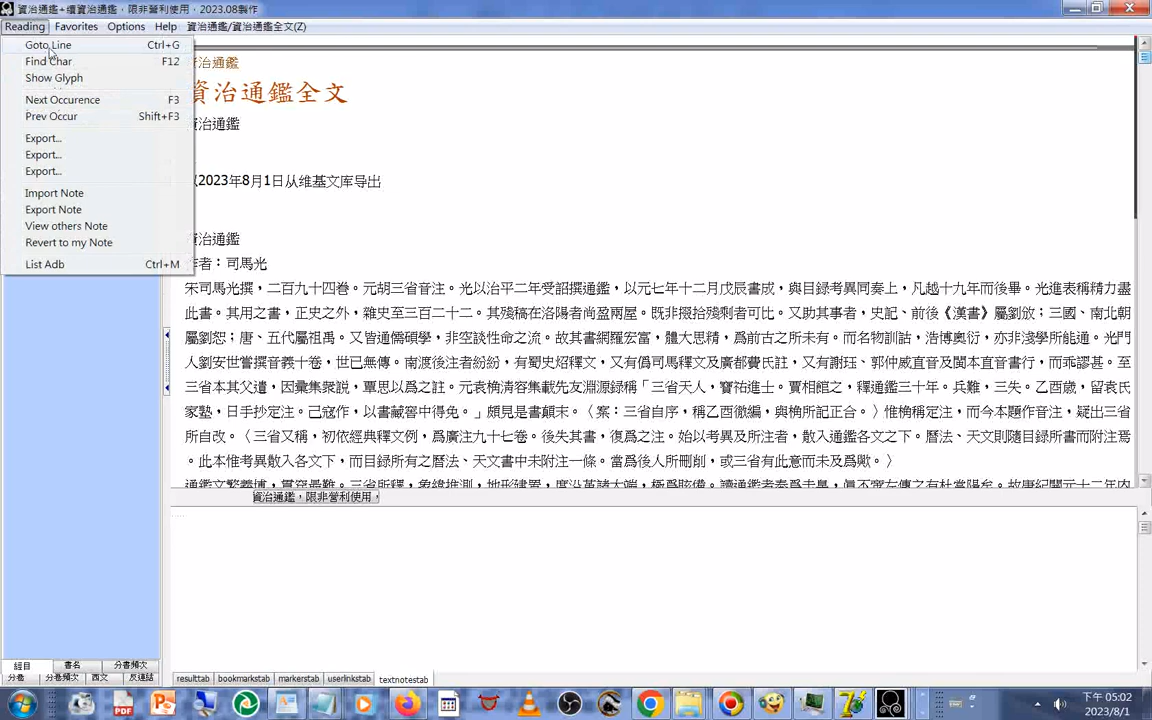 資治通鑑+續資治通鑑，限非營利使用，2023.08製作
Reading Favorites Options Help 資治通鑑/資治通鑑全文(Z)
Goto Line Ctrl+G
Find Char F12
Show Glyph
Next Occurence F3
Prev Occur Shift+F3
Export...
Export...
Export...
Import Note
Export Note
View others Note
Revert to my Note
List Adb Ctrl+M
資治通鑑
資治通鑑全文
資治通鑑
2023年8月1日从维基文库导出
資治通鑑
作者：司馬光
宋司馬光撰，二百九十四卷。元胡三省音注。光以治平二年受詔撰通鑑，以元七年十二月戊辰書成，與目録考異同奏上，凡越十九年而後畢。光進表稱精力盡
此書。其用之書，正史之外，雜史至三百二十二。其殘稿在洛陽者尚盈兩屋。既非掇拾殘剩者可比。又助其事者，史記、前後《漢書》屬劉攽；三國、南北朝
屬劉恕；唐、五代屬祖禹。又皆通儒碩學，非空談性命之流。故其書網羅宏富，體大思精，爲前古之所未有。而名物訓詁，浩博奧衍，亦非淺學所能通。光門
人劉安世嘗撰音義十卷，世已無傳。南渡後注者紛紛，有蜀史炤釋文，又有僞司馬釋文及廣都費氏註，又有謝珏、郭仲威直音及閩本直音書行，而乖謬甚。至
三省本其父遺，因彙集衆説，覃思以爲之註。元袁桷清容集載先友淵源録稱「三省天人，寶祐進士。賈相館之，釋通鑑三十年。兵難，三失。乙酉歲，留袁氏
家塾，日手抄定注。己寇作，以書藏窖中得免。」頗見是書顛末。〈案：三省自序，稱乙酉徹編，與桷所記正合。〉惟桷稱定注，而今本題作音注，疑出三省
所自改。〈三省又稱，初依經典釋文例，爲廣注九十七卷。後失其書，復爲之注。始以考異及所注者，散入通鑑各文之下。曆法、天文則隨目録所書而附注焉
。此本惟考異散入各文下，而目録所有之曆法、天文書中未附注一條。當爲後人所刪削，或三省有此意而未及爲歟。〉
資治通鑑，限非營利使用，
經目 書名 分書頻次
分卷 分卷頻次 西文 反連結
resulttab bookmarkstab markerstab userlinkstab textnotestab
下午 05:02
2023/8/1